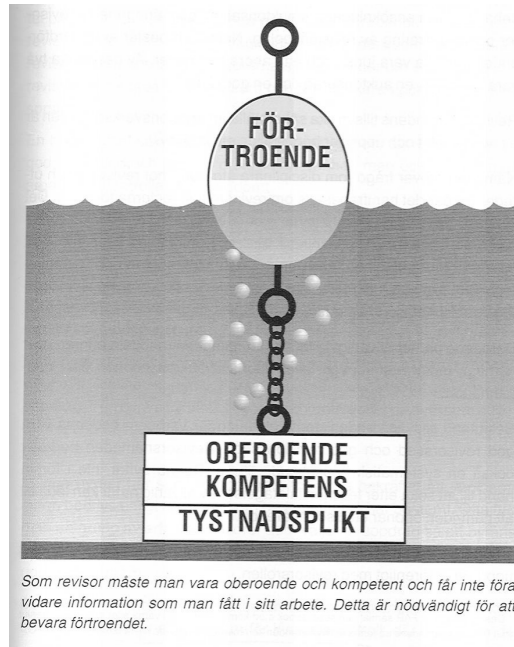 FÖR-
TROENDE
OBEROENDE
KOMPETENS
TYSTNADSPLIKT
Som revisor måste man vara oberoende och kompetent och får inte föra
vidare information som man fått i sitt arbete. Detta är nödvändigt för att
bevara förtroendet.